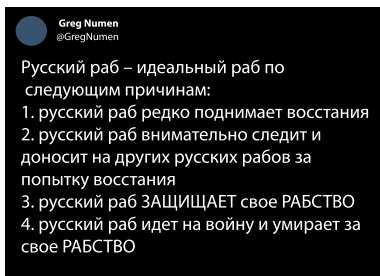 Greg Numen
@GregNumen
Русский раб – идеальный раб по
следующим причинам:
1. русский раб редко поднимает восстания
2. русский раб внимательно следит и
доносит на других русских рабов за
попытку восстания
3. русский раб ЗАЩИЩАЕТ свое РАБСТВО
4. русский раб идет на войну и умирает за
свое РАБСТВО